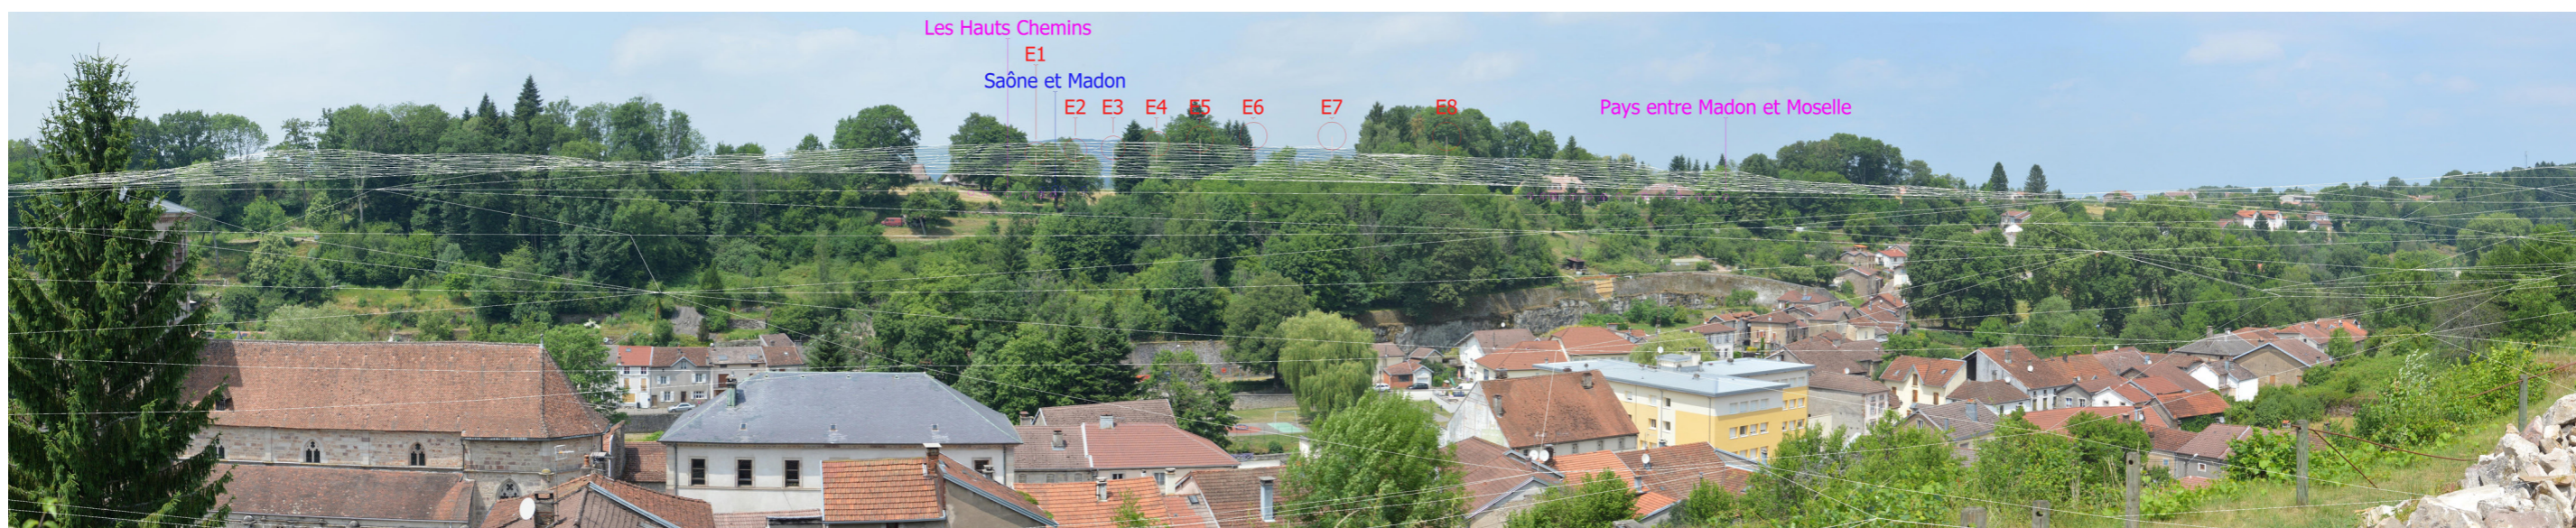 Les Hauts Chemins
E1
Saône et Madon
E2 E3 E4 E5 E6 E7 E8 Pays entre Madon et Moselle